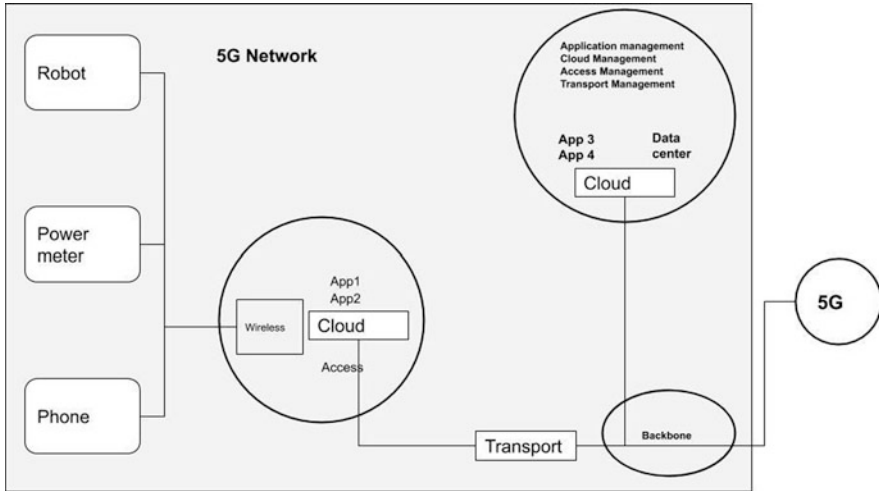 5G Network
Robot
Power
meter
Phone
Wireless
App1
App2
Cloud
Access
Transport
Backbone
Application management
Cloud Management
Access Management
Transport Management
App 3
App 4
Data
center
Cloud
5G